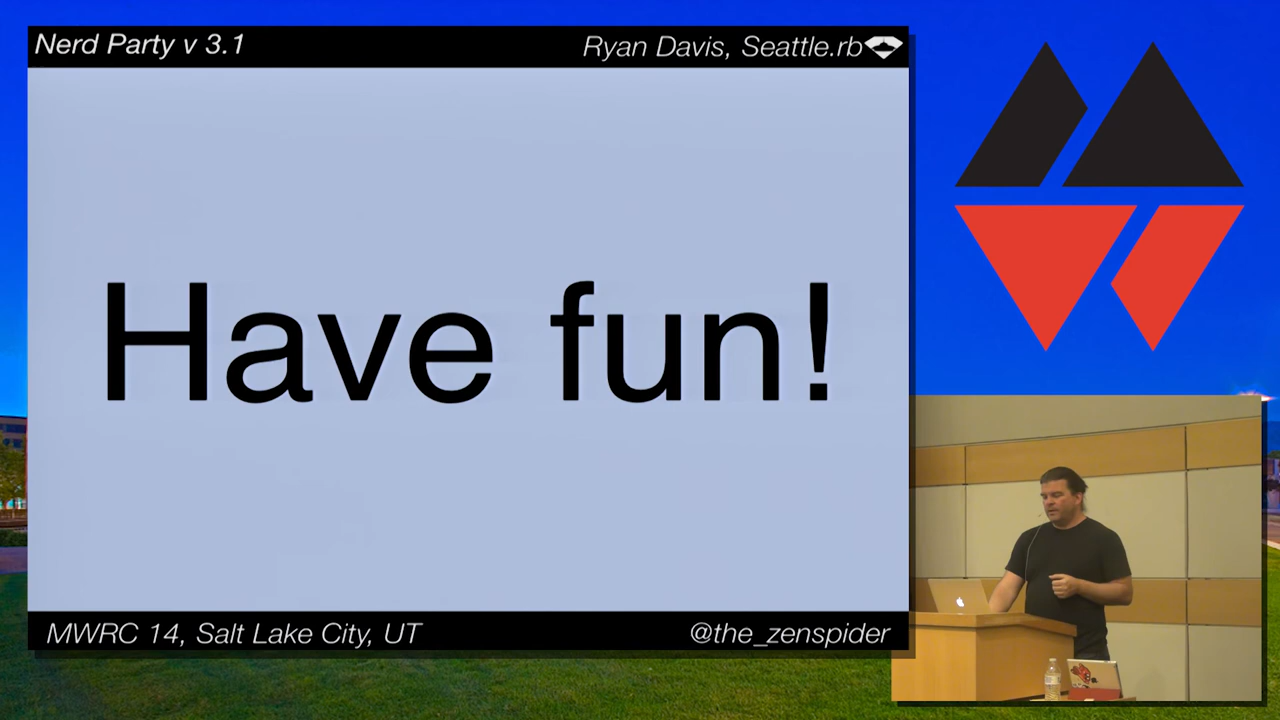 Nerd Party v 3.1
Ryan Davis, Seattle.rb
Have fun!
MWRC 14, Salt Lake City, UT
@the_zenspider